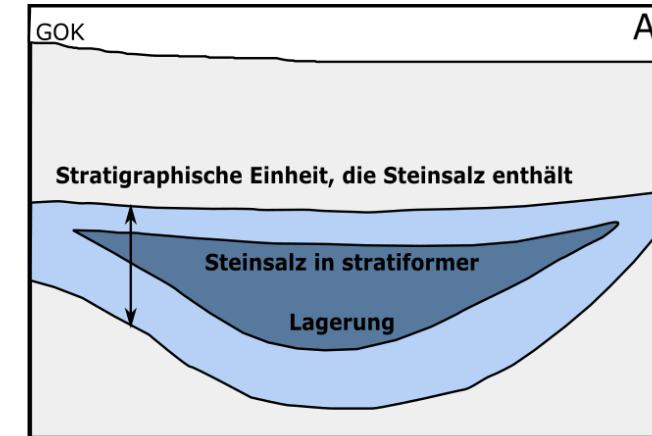 GOK
A
Stratigraphische Einheit, die Steinsalz enthält
Steinsalz in stratiformer
Lagerung